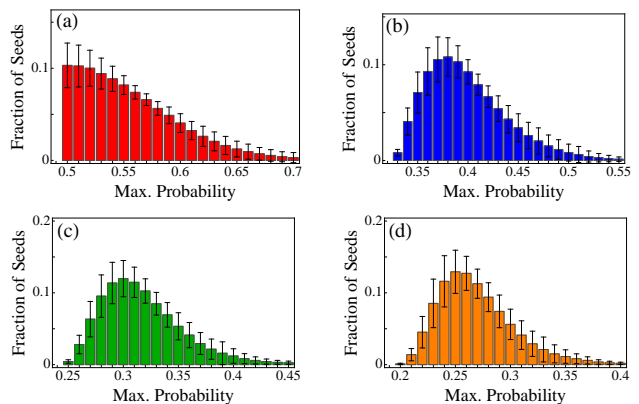 (a)
Fraction of Seeds
0.1
0
0.5 0.55 0.6 0.65 0.7
Max. Probability
(b)
Fraction of Seeds
0.1
0
0.35 0.4 0.45 0.5 0.55
Max. Probability
(c)
Fraction of Seeds
0.2
0.1
0
0.25 0.3 0.35 0.4 0.45
Max. Probability
(d)
Fraction of Seeds
0.2
0.1
0
0.2 0.25 0.3 0.35 0.4
Max. Probability